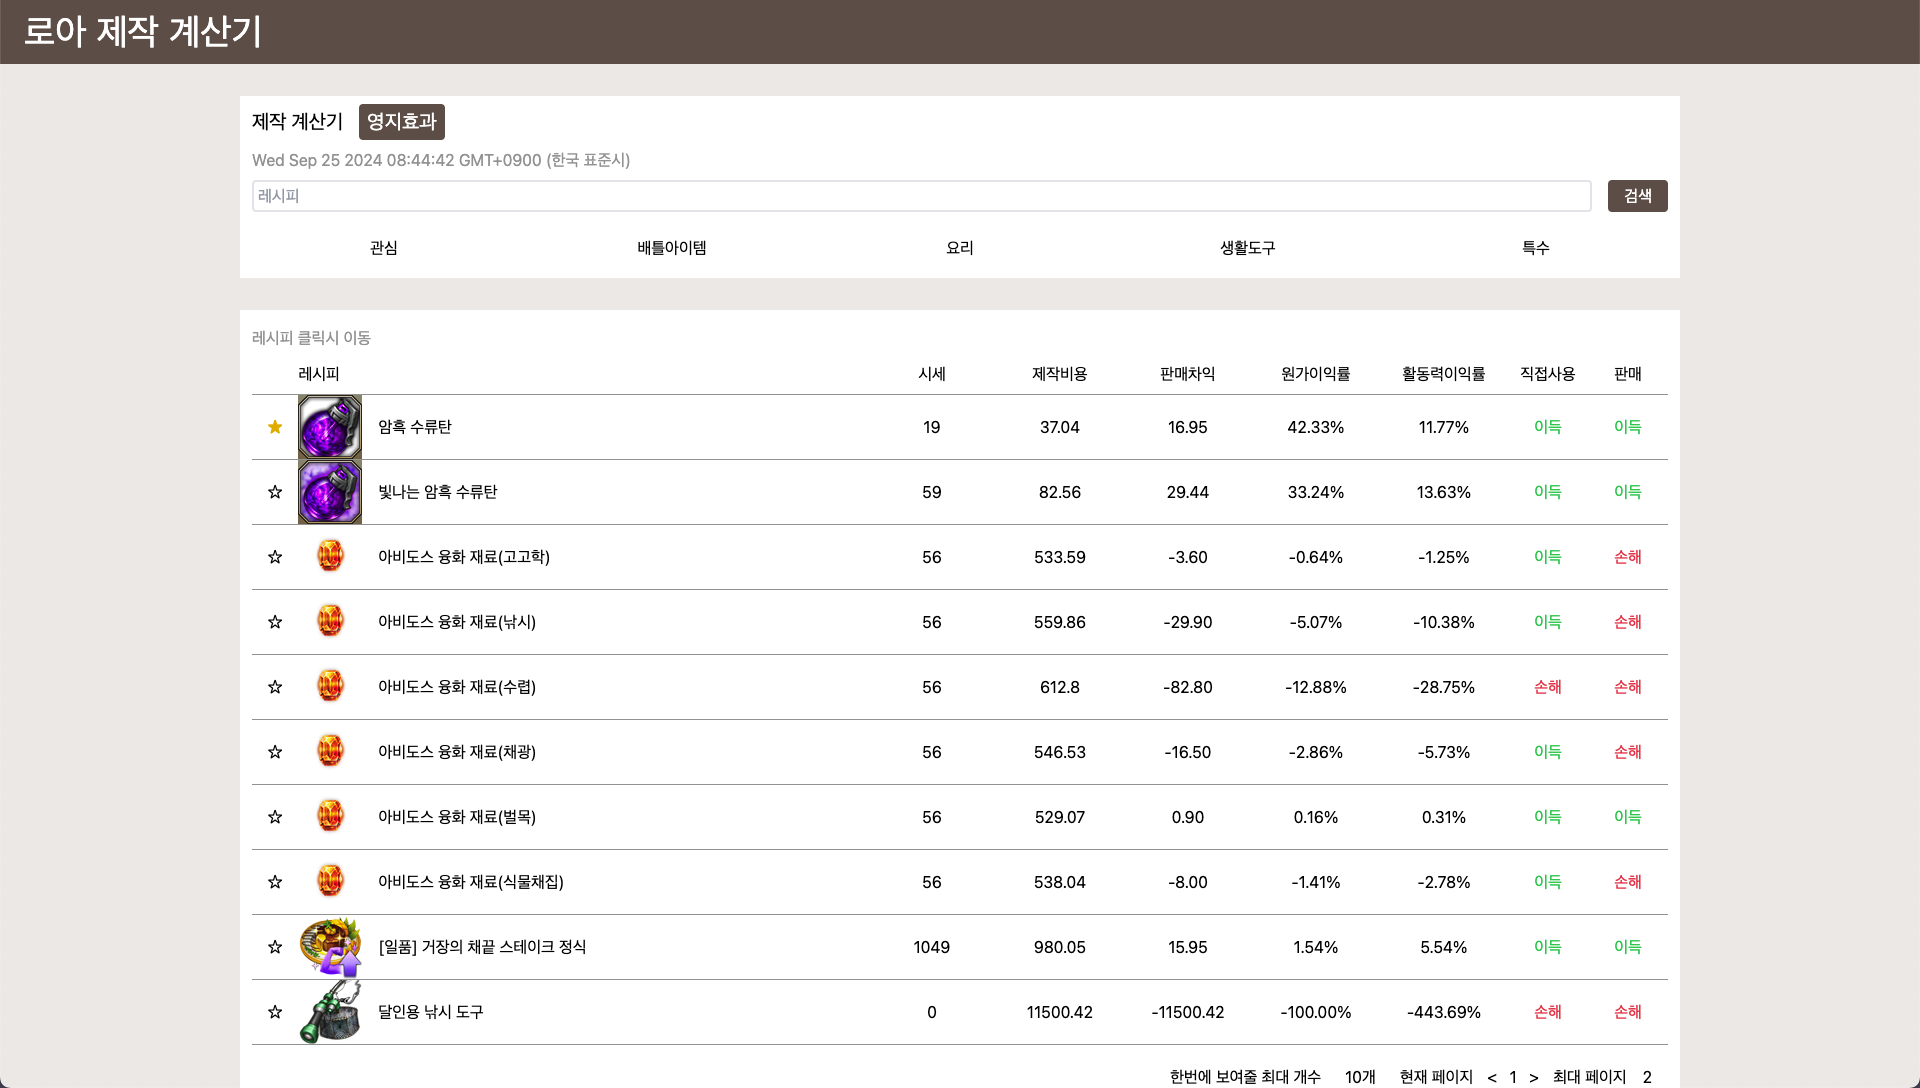 로아 제작 계산기
제작 계산기 영지효과
Wed Sep 25 2024 08:44:42 GMT+0900 (한국 표준시)
레시피 검색
관심 배틀아이템 요리 생활도구 특수
레시피 클릭시 이동
레시피 시세 제작비용 판매차익 원가이익률 활동력이익률 직접사용 판매
암흑 수류탄 19 37.04 16.95 42.33% 11.77% 이득 이득
빛나는 암흑 수류탄 59 82.56 29.44 33.24% 13.63% 이득 이득
아비도스 융화 재료(고고학) 56 533.59 -3.60 -0.64% -1.25% 이득 손해
아비도스 융화 재료(낚시) 56 559.86 -29.90 -5.07% -10.38% 이득 손해
아비도스 융화 재료(수렵) 56 612.8 -82.80 -12.88% -28.75% 손해 손해
아비도스 융화 재료(채광) 56 546.53 -16.50 -2.86% -5.73% 이득 손해
아비도스 융화 재료(벌목) 56 529.07 0.90 0.16% 0.31% 이득 이득
아비도스 융화 재료(식물채집) 56 538.04 -8.00 -1.41% -2.78% 이득 손해
[일품] 거장의 채끝 스테이크 정식 1049 980.05 15.95 1.54% 5.54% 이득 이득
달인용 낚시 도구 0 11500.42 -11500.42 -100.00% -443.69% 손해 손해
한번에 보여줄 최대 개수 10개 현재 페이지 < 1 > 최대 페이지 2